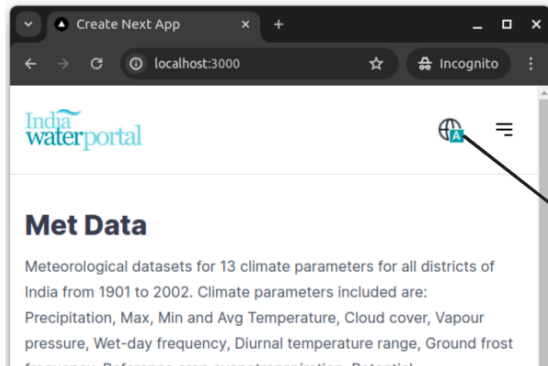 Create Next App
localhost:3000
Incognito
India
waterportal
A
Met Data
Meteorological datasets for 13 climate parameters for all districts of
India from 1901 to 2002. Climate parameters included are:
Precipitation, Max, Min and Avg Temperature, Cloud cover, Vapour
pressure, Wet-day frequency, Diurnal temperature range, Ground frost